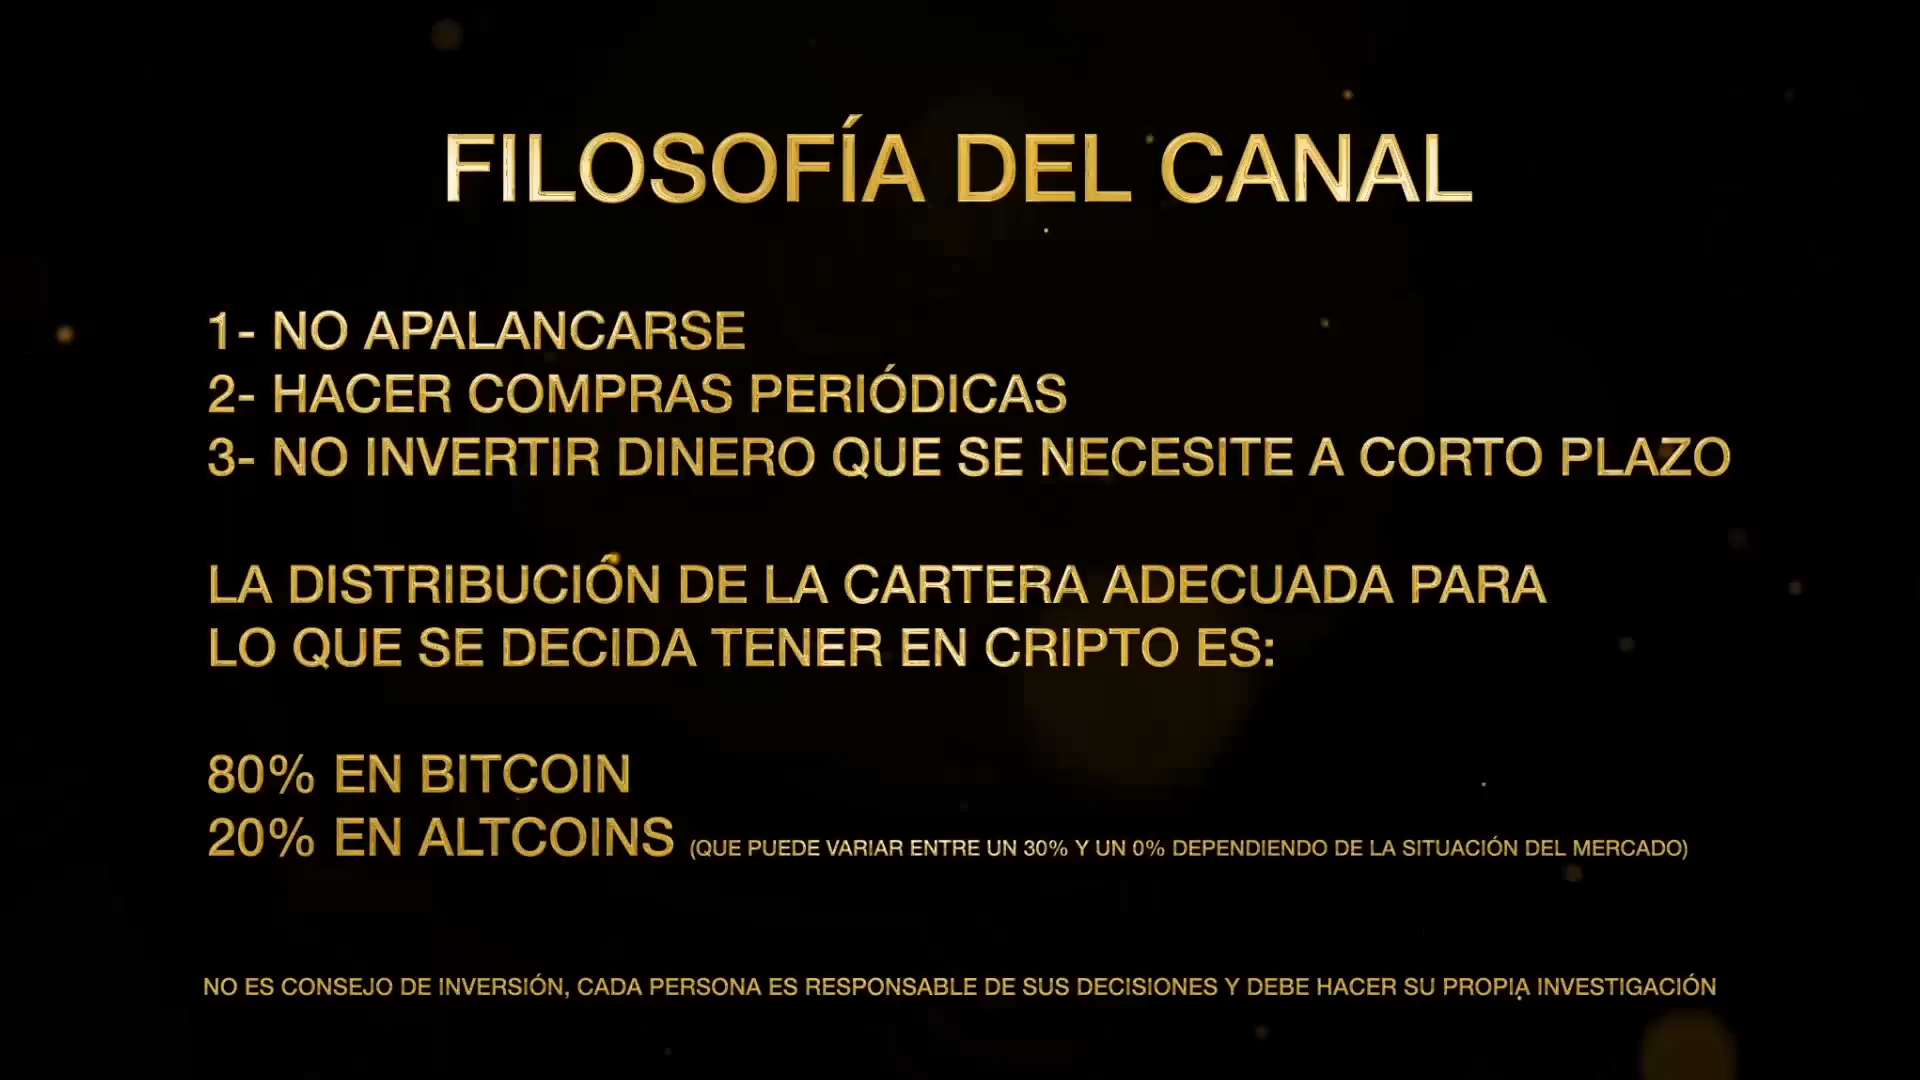 FILOSOFÍA DEL CANAL
1- NO APALANCARSE
2- HACER COMPRAS PERIÓDICAS
3- NO INVERTIR DINERO QUE SE NECESITE A CORTO PLAZO
LA DISTRIBUCIÓN DE LA CARTERA ADECUADA PARA
LO QUE SE DECIDA TENER EN CRIPTO ES:
80% EN BITCOIN
20% EN ALTCOINS (QUE PUEDE VARIAR ENTRE UN 30% Y UN 0% DEPENDIENDO DE LA SITUACIÓN DEL MERCADO)
NO ES CONSEJO DE INVERSIÓN, CADA PERSONA ES RESPONSABLE DE SUS DECISIONES Y DEBE HACER SU PROPIA INVESTIGACIÓN